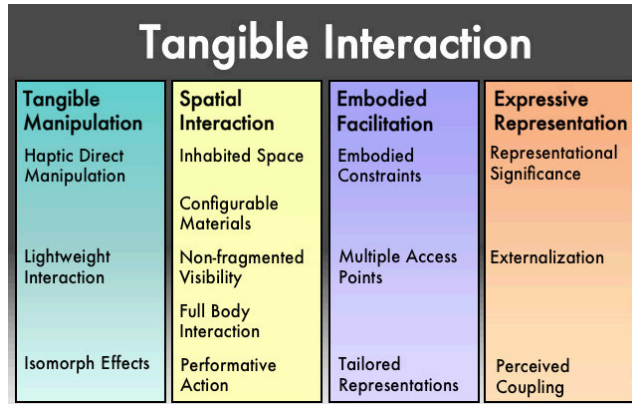 Tangible Interaction
Tangible
Manipulation
Haptic Direct
Manipulation
Lightweight
Interaction
Isomorph Effects
Spatial
Interaction
Inhabited Space
Configurable
Materials
Non-fragmented
Visibility
Full Body
Interaction
Performative
Action
Embodied
Facilitation
Embodied
Constraints
Multiple Access
Points
Tailored
Representations
Expressive
Representation
Representational
Significance
Externalization
Perceived
Coupling